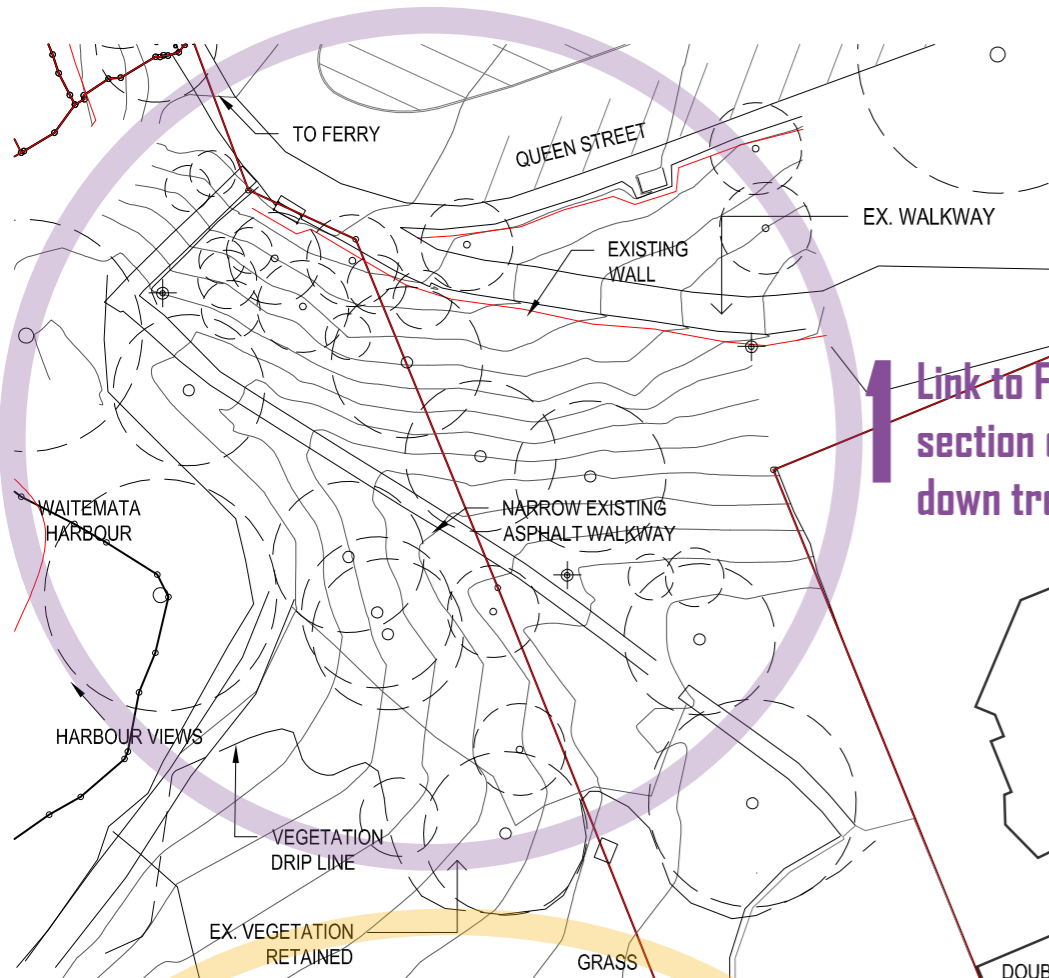 TO FERRY
QUEEN STREET
EX. WALKWAY
EXISTING
WALL
1
Link to F
section
down tr
NARROW EXISTING
ASPHALT WALKWAY
WAITEMATA
HARBOUR
HARBOUR VIEWS
VEGETATION
DRIP LINE
EX. VEGETATION
RETAINED
GRASS
DOUB